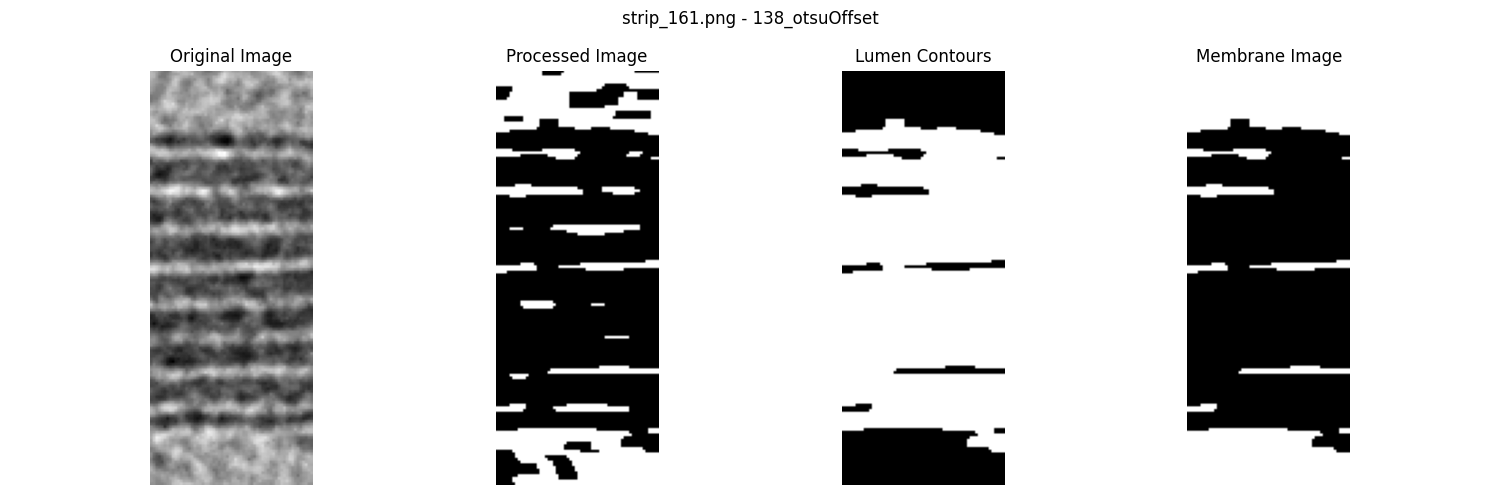 strip_161.png - 138_otsuOffset
Original Image
Processed Image
Lumen Contours
Membrane Image